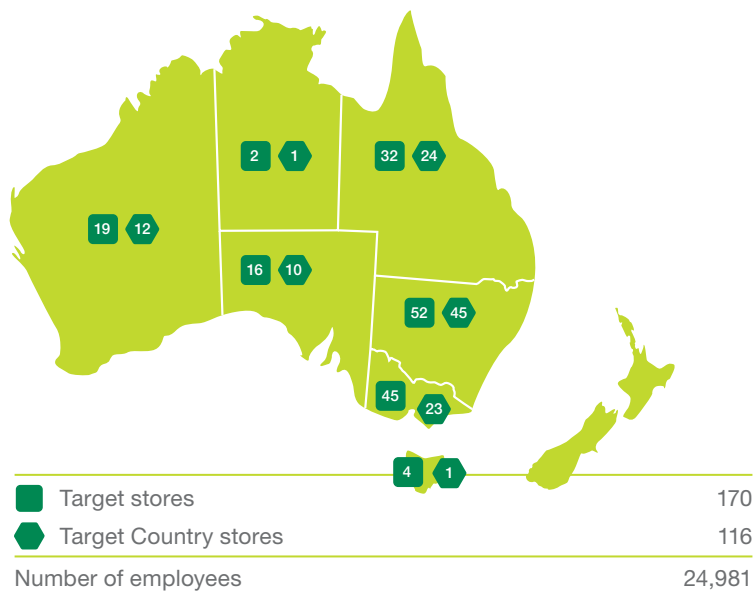 2 1
32 24
19 12
16 10
52 45
45
23
4 1
Target stores 170
Target Country stores 116
Number of employees 24,981